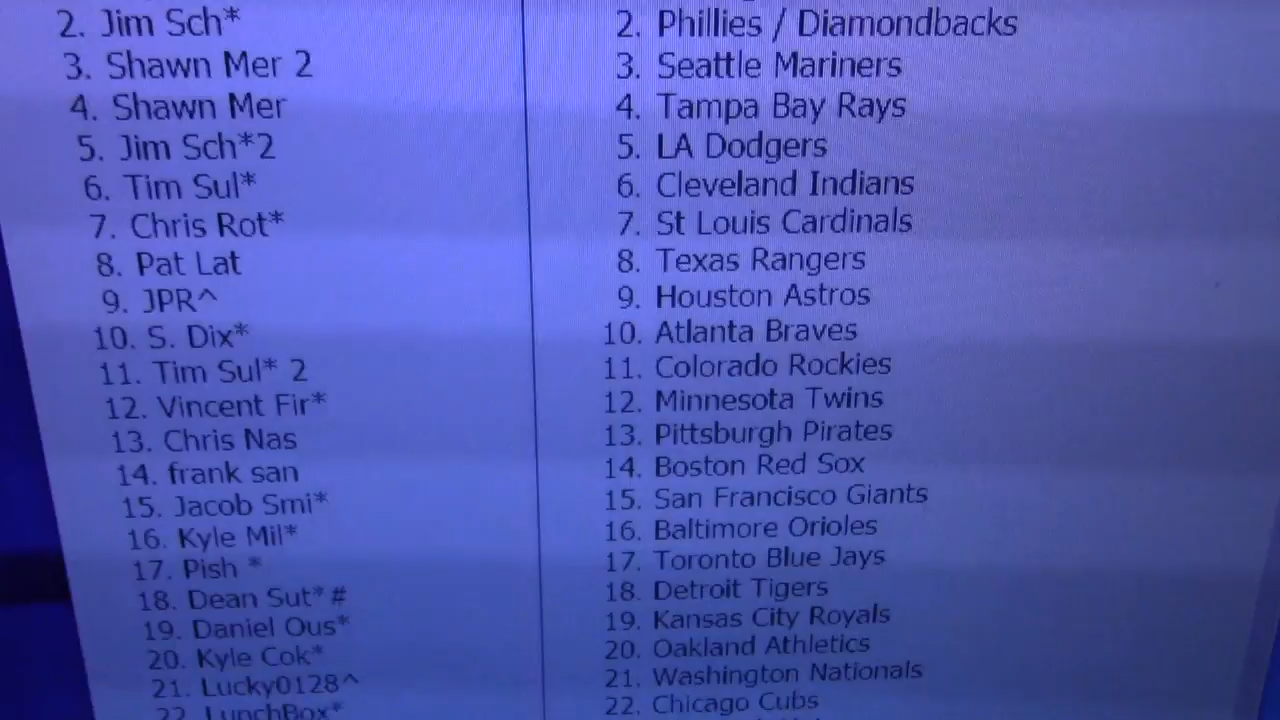 2. Jim Sch* 2. Phillies / Diamondbacks
3. Shawn Mer 2 3. Seattle Mariners
4. Shawn Mer 4. Tampa Bay Rays
5. Jim Sch*2 5. LA Dodgers
6. Tim Sul* 6. Cleveland Indians
7. Chris Rot* 7. St Louis Cardinals
8. Pat Lat 8. Texas Rangers
9. JPR^ 9. Houston Astros
10. S. Dix* 10. Atlanta Braves
11. Tim Sul* 2 11. Colorado Rockies
12. Vincent Fir* 12. Minnesota Twins
13. Chris Nas 13. Pittsburgh Pirates
14. frank san 14. Boston Red Sox
15. Jacob Smi* 15. San Francisco Giants
16. Kyle Mil* 16. Baltimore Orioles
17. Pish * 17. Toronto Blue Jays
18. Dean Sut* # 18. Detroit Tigers
19. Daniel Ous* 19. Kansas City Royals
20. Kyle Cok* 20. Oakland Athletics
21. Lucky0128^ 21. Washington Nationals
22. LunchBox* 22. Chicago Cubs